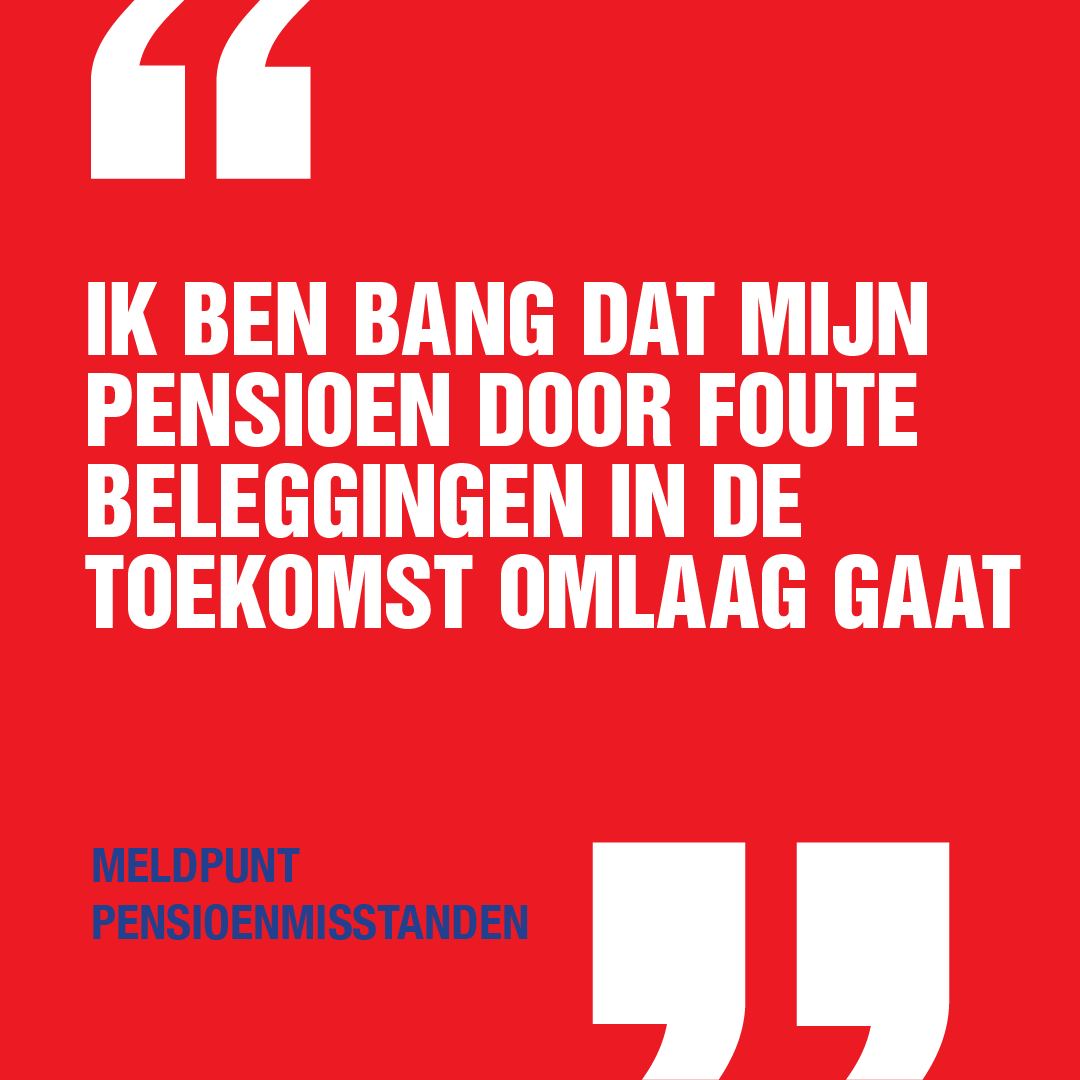 “
IK BEN BANG DAT MIJN
PENSIOEN DOOR FOUTE
BELEGGINGEN IN DE
TOEKOMST OMLAAG GAAT
MELDPUNT
PENSIOENMISSTANDEN
”